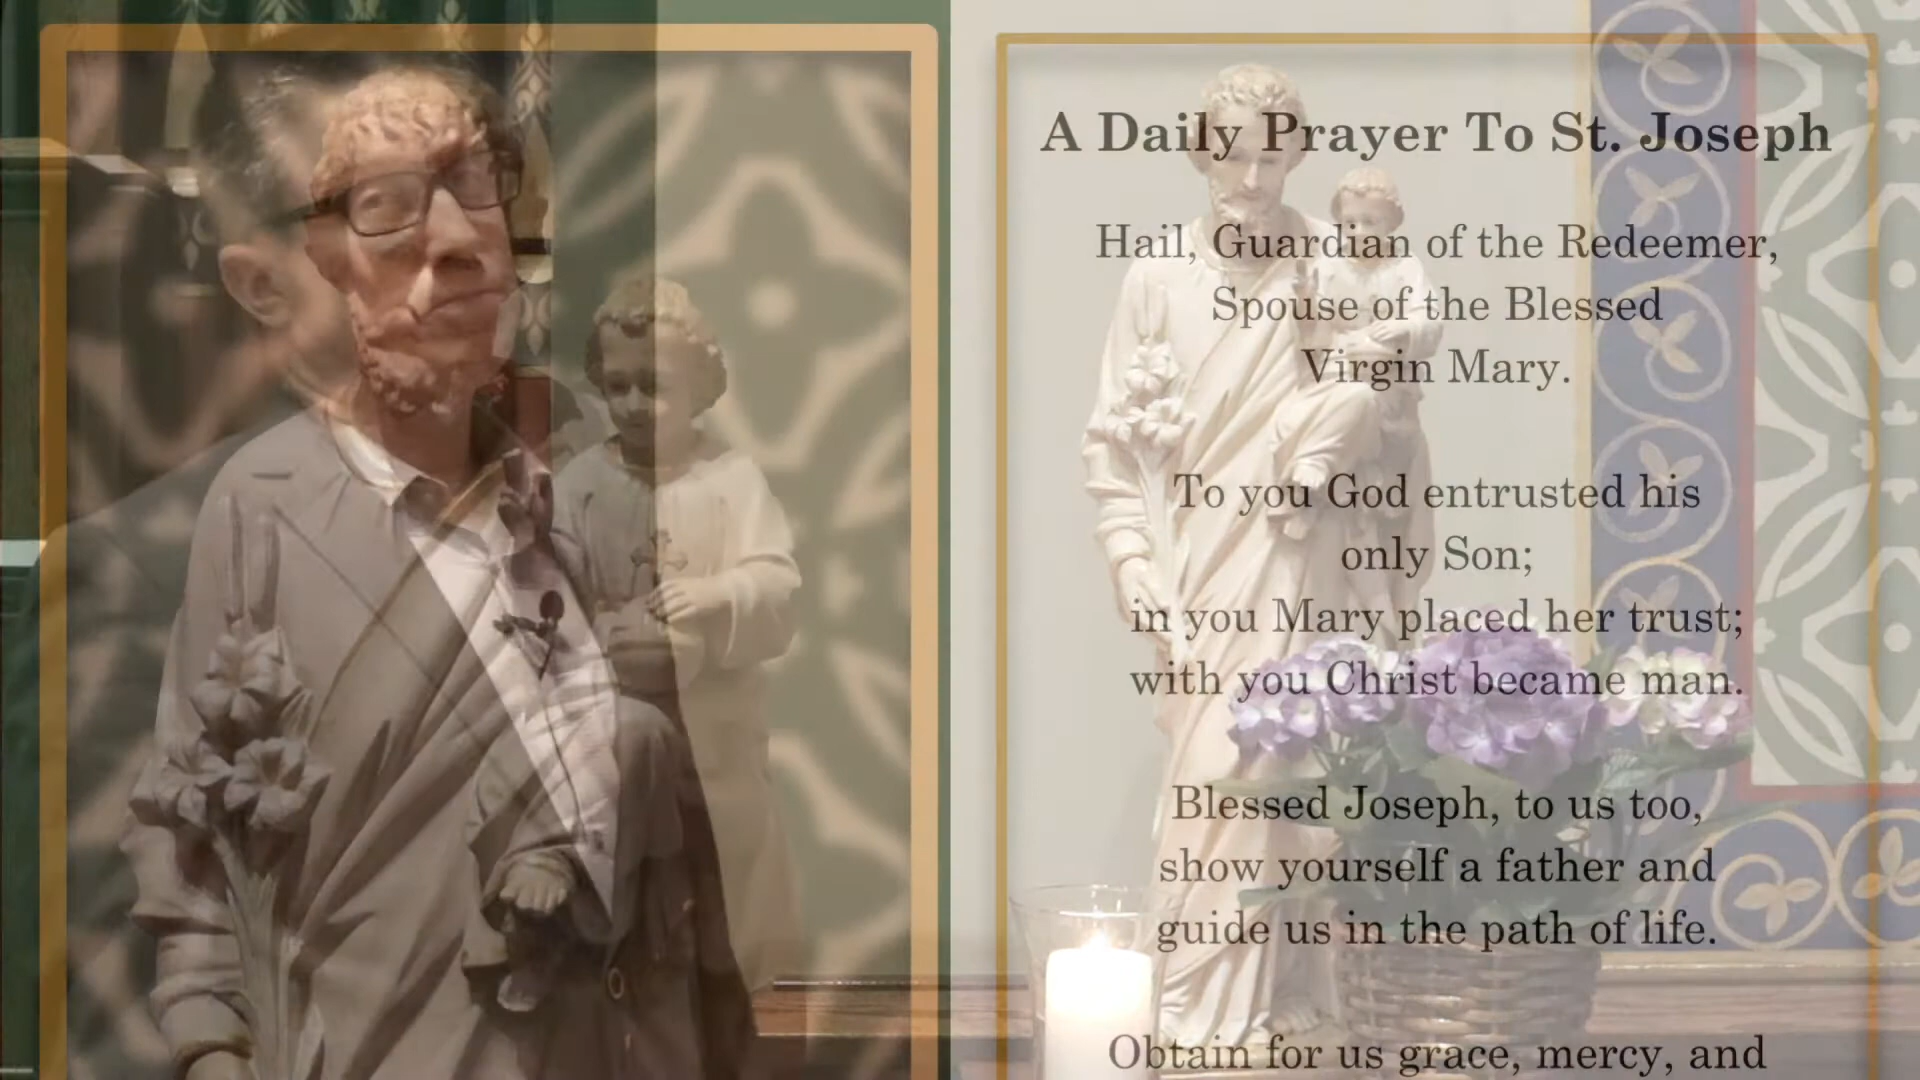 A Daily Prayer To St. Joseph
Hail, Guardian of the Redeemer,
Spouse of the Blessed
Virgin Mary.
To you God entrusted his
only Son;
in you Mary placed her trust;
with you Christ became man.
Blessed Joseph, to us too,
show yourself a father and
guide us in the path of life.
Obtain for us grace, mercy, and